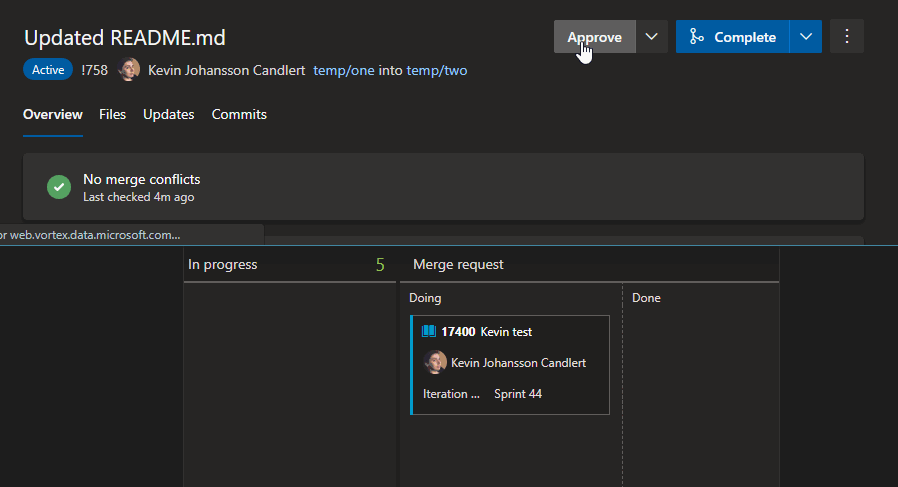 Updated README.md
Approve
Complete
Active !758 Kevin Johansson Candlert temp/one into temp/two
Overview Files Updates Commits
No merge conflicts
Last checked 4m ago
or web.vortex.data.microsoft.com...
In progress 5 Merge request
Doing Done
17400 Kevin test
Kevin Johansson Candlert
Iteration ... Sprint 44